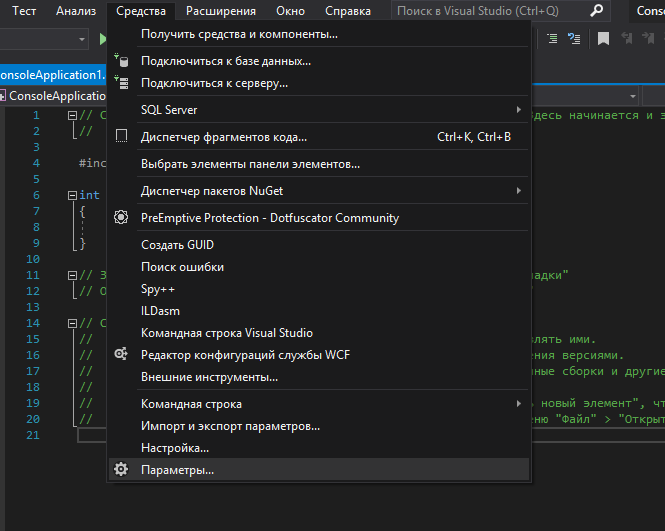 Тест Анализ Средства Расширения Окно Справка Поиск в Visual Studio (Ctrl+Q) Conso
Получить средства и компоненты...
onsoleApplication1. Подключиться к базе данных...
ConsoleApplication Подключиться к серверу...
SQL Server
1 // C Здесь начинается и з
2 // Диспетчер фрагментов кода... Ctrl+K, Ctrl+B
3
4 #inc Выбрать элементы панели элементов...
5
6 int Диспетчер пакетов NuGet
7 {
8 PreEmptive Protection - Dotfuscator Community
9 }
Создать GUID
10
11 // З Поиск ошибки адки"
12 // О Spy++
13 ILDasm
14 // С Командная строка Visual Studio
15 // лять ими.
16 // Редактор конфигураций службы WCF ения версиями.
17 // Внешние инструменты... ные сборки и другие
18 //
19 // Командная строка ь новый элемент", чт
20 // Импорт и экспорт параметров... еню "Файл" > "Открыт
21
Настройка...
Параметры...